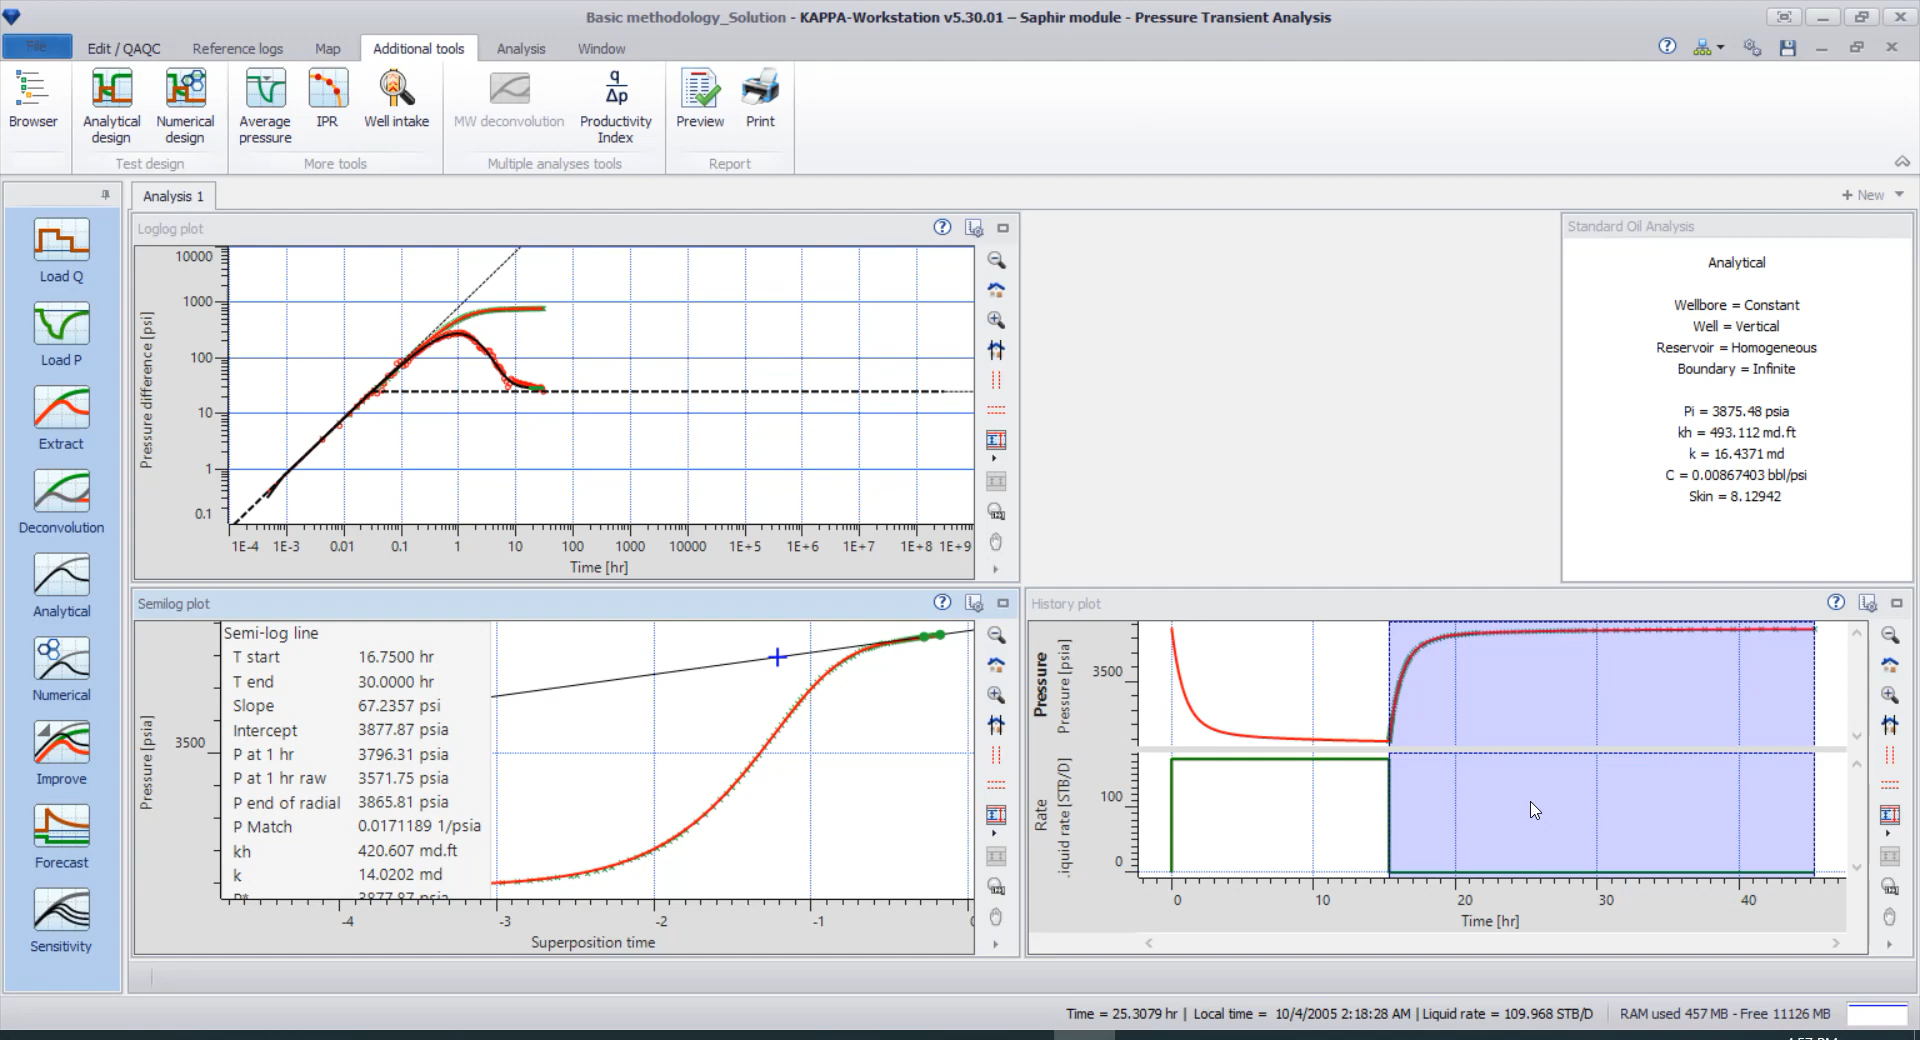 Basic methodology_Solution - KAPPA-Workstation v5.30.01 – Saphir module - Pressure Transient Analysis
File Edit / QAQC Reference logs Map Additional tools Analysis Window
Browser
Analytical design
Numerical design
Average pressure
IPR
Well intake
MW deconvolution
Productivity Index
Preview
Print
Test design
More tools
Multiple analyses tools
Report
Analysis 1
+ New
Load Q
Load P
Extract
Deconvolution
Analytical
Numerical
Improve
Forecast
Sensitivity
Loglog plot
Pressure difference [psi]
10000
1000
100
10
1
0.1
1E-4 1E-3 0.01 0.1 1 10 100 1000 10000 1E+5 1E+6 1E+7 1E+8 1E+9
Time [hr]
Standard Oil Analysis
Analytical
Wellbore = Constant
Well = Vertical
Reservoir = Homogeneous
Boundary = Infinite
Pi = 3875.48 psia
kh = 493.112 md.ft
k = 16.4371 md
C = 0.00867403 bbl/psi
Skin = 8.12942
Semilog plot
Pressure [psia]
3500
Semi-log line
T start 16.7500 hr
T end 30.0000 hr
Slope 67.2357 psi
Intercept 3877.87 psia
P at 1 hr 3796.31 psia
P at 1 hr raw 3571.75 psia
P end of radial 3865.81 psia
P Match 0.0171189 1/psia
kh 420.607 md.ft
k 14.0202 md
P* 3877.87 psia
-4 -3 -2 -1 0
Superposition time
History plot
Pressure
Pressure [psia]
3500
Rate
Liquid rate [STB/D]
100
0
0 10 20 30 40
Time [hr]
Time = 25.3079 hr | Local time = 10/4/2005 2:18:28 AM | Liquid rate = 109.968 STB/D
RAM used 457 MB - Free 11126 MB